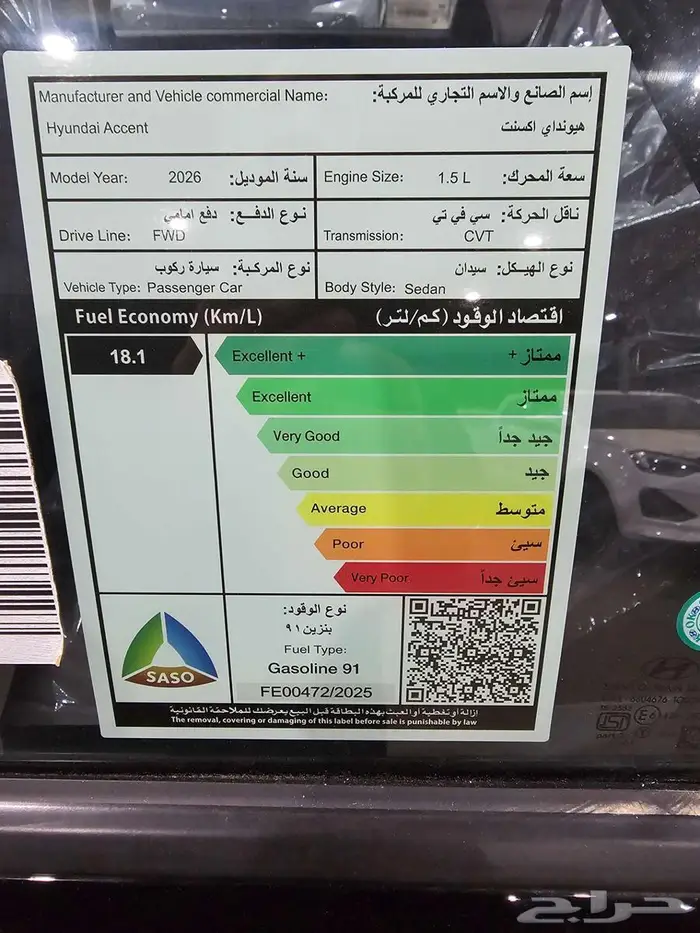 Manufacturer and Vehicle commercial Name: إسم الصانع والاسم التجاري للمركبة:
Hyundai Accent هيونداي اكسنت
Model Year: 2026 سنة الموديل:
Engine Size: 1.5 L سعة المحرك:
نوع الدفع: دفع امامي
Drive Line: FWD
ناقل الحركة: سي في تي
Transmission: CVT
نوع المركبة: سيارة ركوب
Vehicle Type: Passenger Car
نوع الهيكل: سيدان
Body Style: Sedan
Fuel Economy (Km/L) اقتصاد الوقود (كم/لتر)
18.1
Excellent + ممتاز +
Excellent ممتاز
Very Good جيد جداً
Good جيد
Average متوسط
Poor سيئ
Very Poor سيئ جداً
SASO
نوع الوقود:
بنزين ٩١
Fuel Type:
Gasoline 91
FE00472/2025
إزالة أو تغطية أو العبث بهذه البطاقة قبل البيع يعرضك للملاحقة القانونية
The removal, covering or damaging of this label before sale is punishable by law
حراج